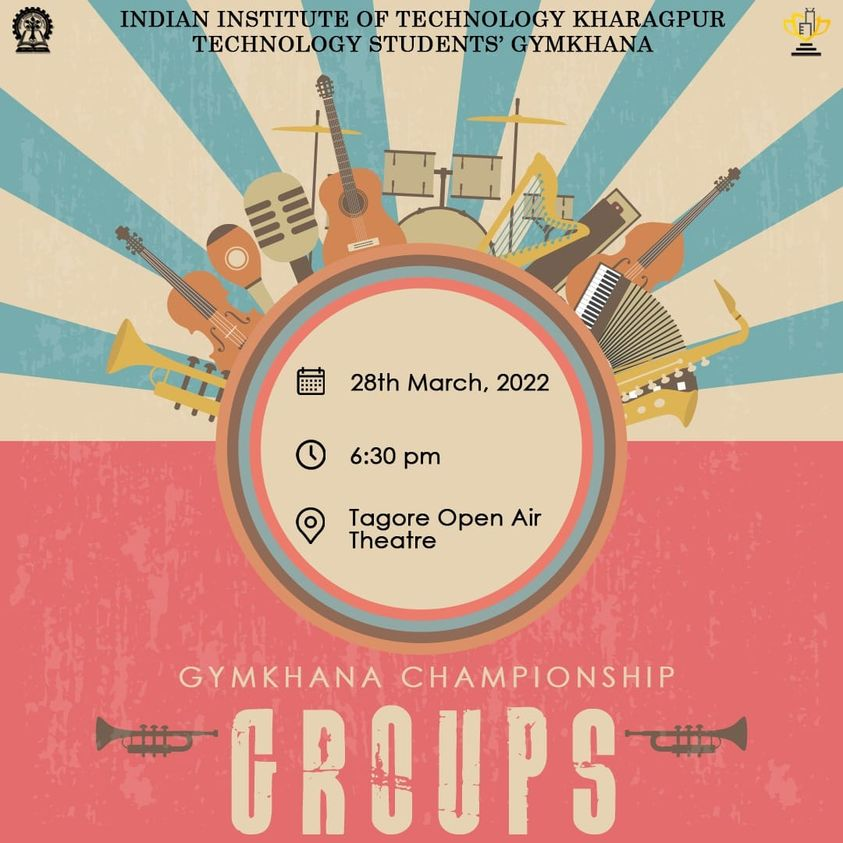 INDIAN INSTITUTE OF TECHNOLOGY KHARAGPUR
TECHNOLOGY STUDENTS' GYMKHANA
28th March, 2022
6:30 pm
Tagore Open Air
Theatre
GYMKHANA CHAMPIONSHIP
GROUPS